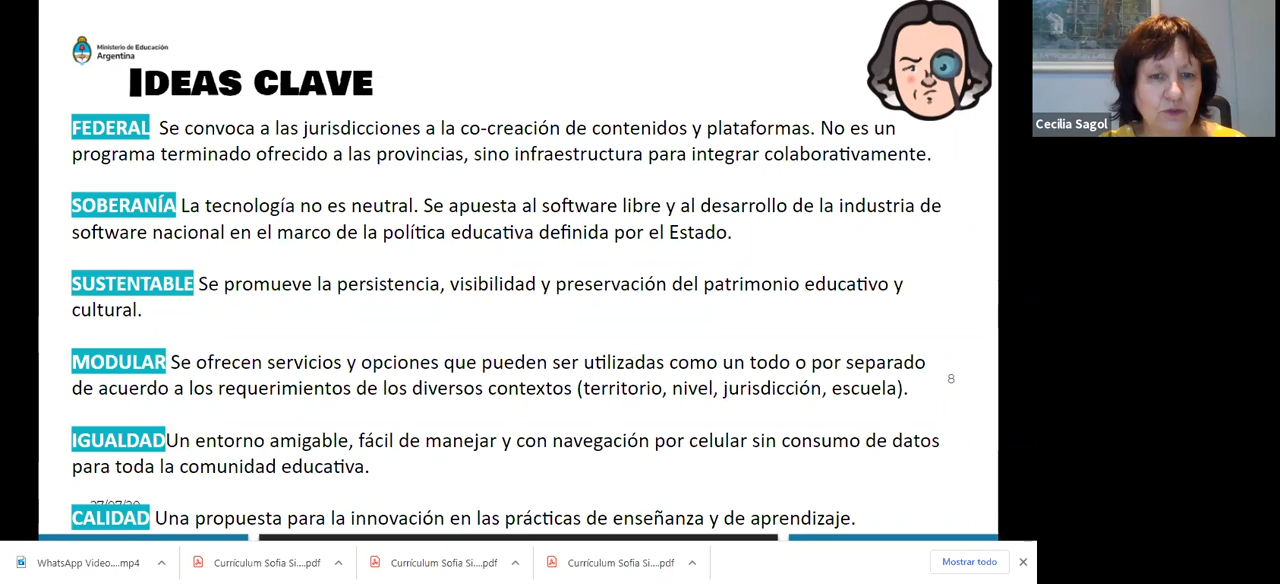 Ministerio de Educación
Argentina
IDEAS CLAVE
FEDERAL Se convoca a las jurisdicciones a la co-creación de contenidos y plataformas. No es un
programa terminado ofrecido a las provincias, sino infraestructura para integrar colaborativamente.
SOBERANÍA La tecnología no es neutral. Se apuesta al software libre y al desarrollo de la industria de
software nacional en el marco de la política educativa definida por el Estado.
SUSTENTABLE Se promueve la persistencia, visibilidad y preservación del patrimonio educativo y
cultural.
MODULAR Se ofrecen servicios y opciones que pueden ser utilizadas como un todo o por separado
de acuerdo a los requerimientos de los diversos contextos (territorio, nivel, jurisdicción, escuela).
8
IGUALDAD Un entorno amigable, fácil de manejar y con navegación por celular sin consumo de datos
para toda la comunidad educativa.
CALIDAD Una propuesta para la innovación en las prácticas de enseñanza y de aprendizaje.
Cecilia Sagol
WhatsApp Video....mp4
Currículum Sofia Si....pdf
Currículum Sofia Si....pdf
Currículum Sofia Si....pdf
Mostrar todo